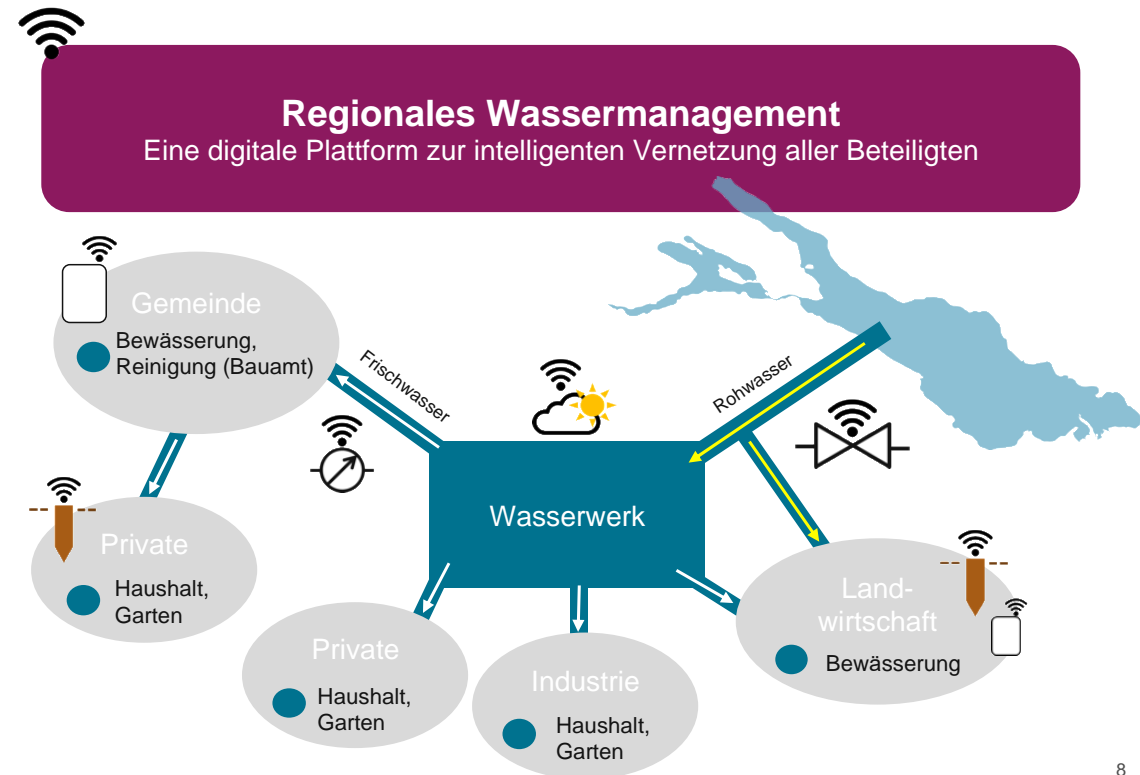 Regionales Wassermanagement
Eine digitale Plattform zur intelligenten Vernetzung aller Beteiligten
Gemeinde
Bewässerung,
Reinigung (Bauamt)
Frischwasser
Rohwasser
Wasserwerk
Private
Haushalt,
Garten
Private
Haushalt,
Garten
Industrie
Haushalt,
Garten
Land-
wirtschaft
Bewässerung
8